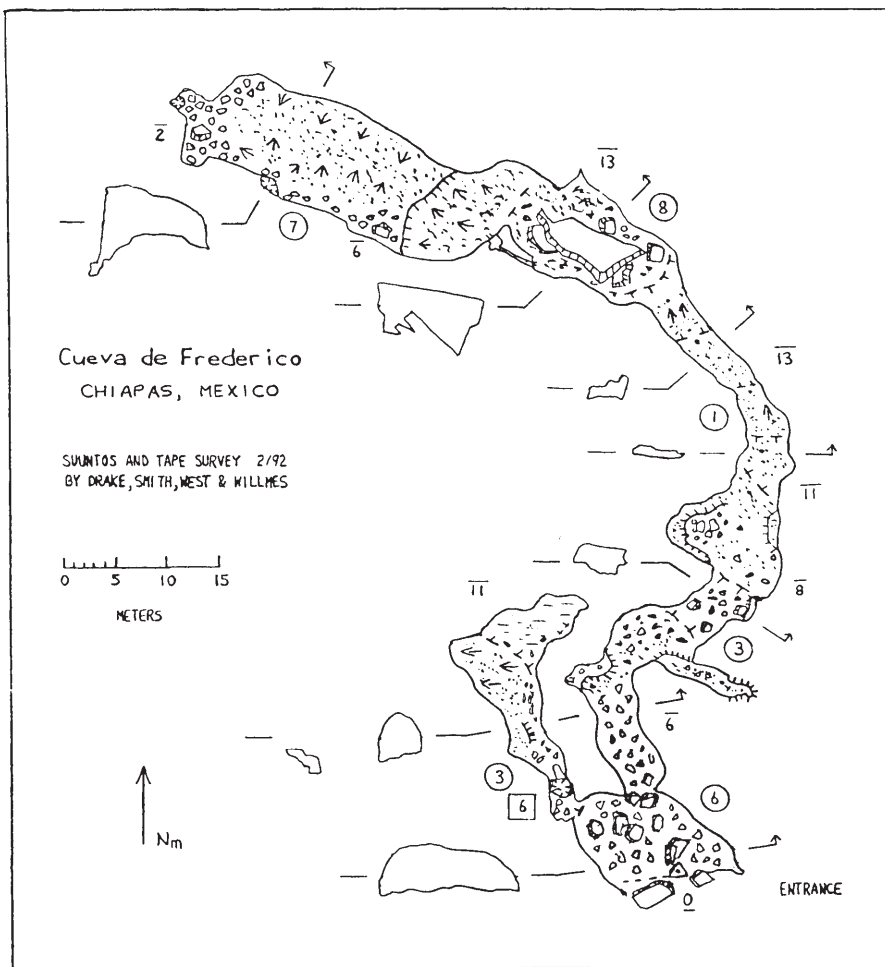 2
13
8
7
6
Cueva de Frederico
CHIAPAS, MEXICO
13
1
SUUNTOS AND TAPE SURVEY 2/92
BY DRAKE, SMITH, WEST & WILLMES
11
0 5 10 15
METERS
11
8
3
6
3
6
6
Nm
ENTRANCE
0